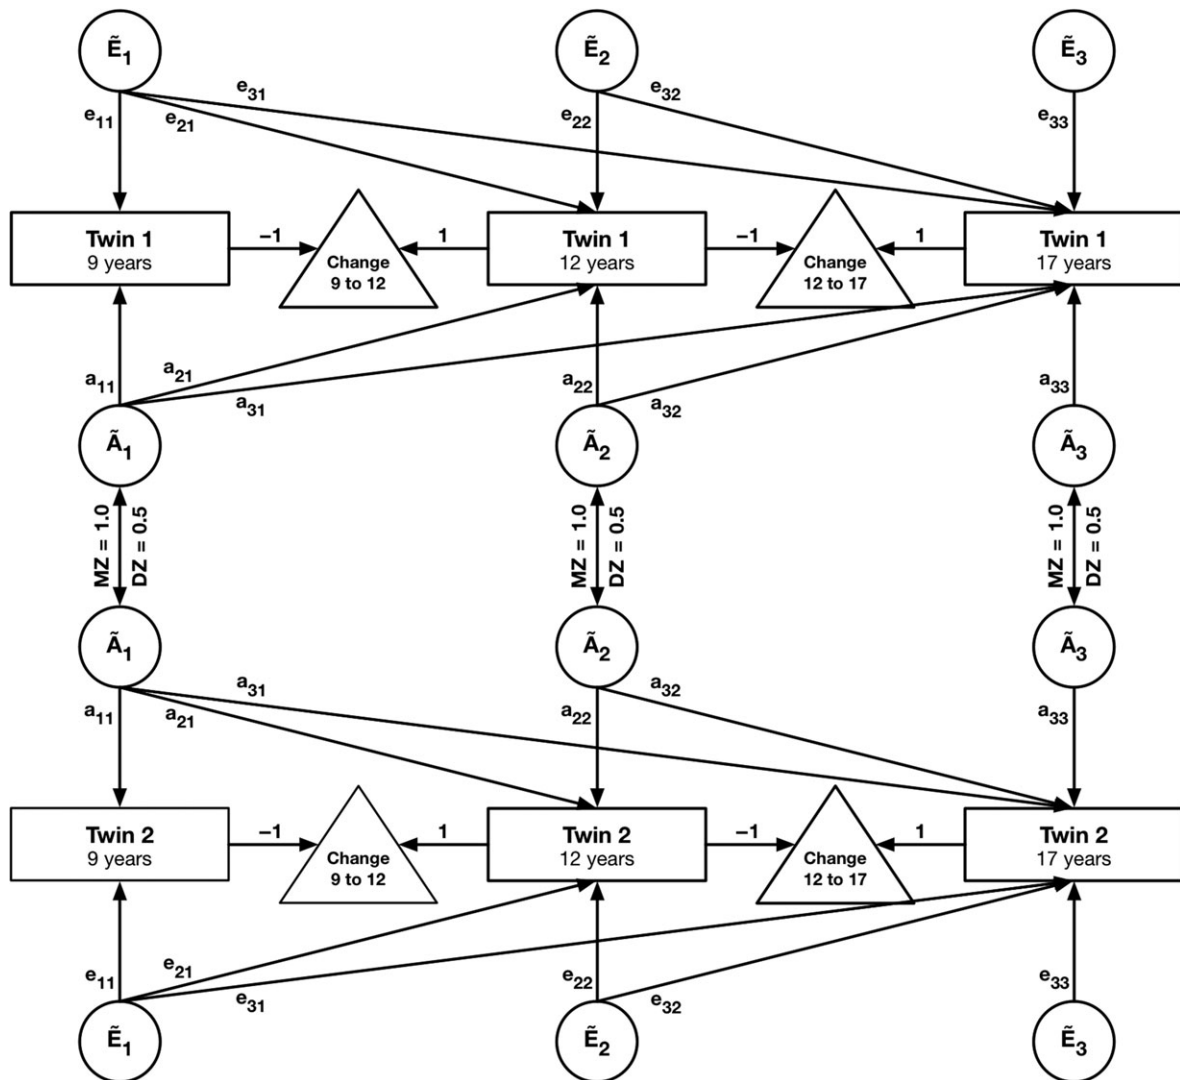 Ẽ1 Ẽ2 Ẽ3
e31 e32
e11 e21 e22 e33
Twin 1 −1 1 Twin 1 −1 1 Twin 1
9 years 12 years 17 years
Change Change
9 to 12 12 to 17
a21
a11 a22 a33
a31 a32
Ã1 Ã2 Ã3
MZ = 1.0 DZ = 0.5 MZ = 1.0 DZ = 0.5 MZ = 1.0 DZ = 0.5
Ã1 Ã2 Ã3
a31 a32
a11 a21 a22 a33
Twin 2 −1 1 Twin 2 −1 1 Twin 2
9 years 12 years 17 years
Change Change
9 to 12 12 to 17
e21
e11 e22 e33
e31 e32
Ẽ1 Ẽ2 Ẽ3